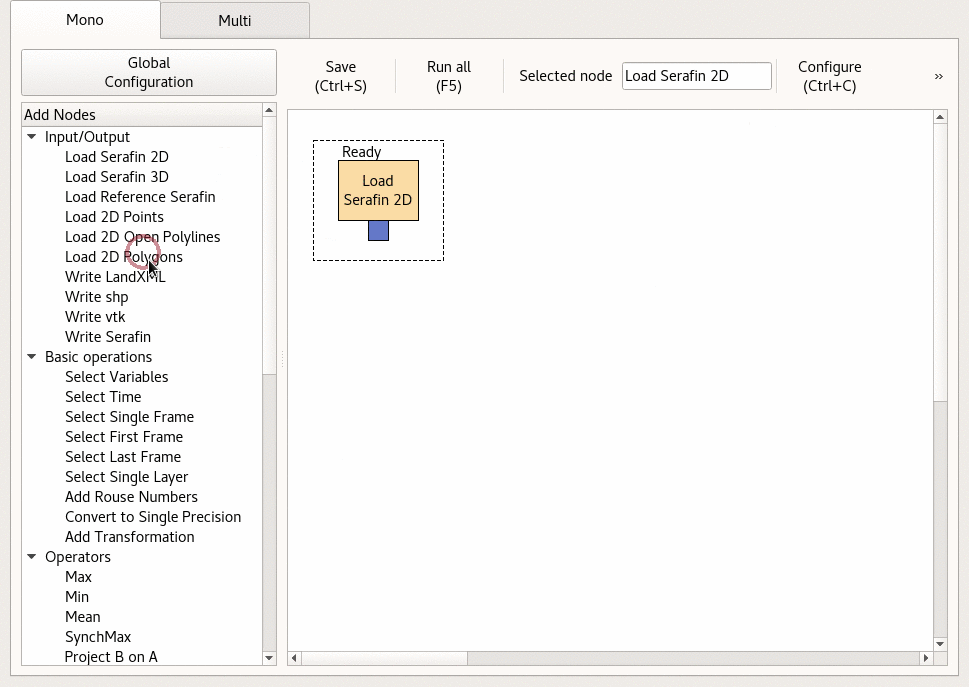 Mono
Multi
Global
Configuration
Save
(Ctrl+S)
Run all
(F5)
Selected node
Load Serafin 2D
Configure
(Ctrl+C)
»
Add Nodes
Input/Output
Load Serafin 2D
Load Serafin 3D
Load Reference Serafin
Load 2D Points
Load 2D Open Polylines
Load 2D Polygons
Write LandXML
Write shp
Write vtk
Write Serafin
Basic operations
Select Variables
Select Time
Select Single Frame
Select First Frame
Select Last Frame
Select Single Layer
Add Rouse Numbers
Convert to Single Precision
Add Transformation
Operators
Max
Min
Mean
SynchMax
Project B on A
Ready
Load
Serafin 2D